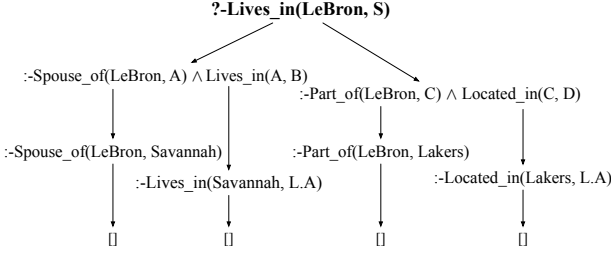 ?-Lives_in(LeBron, S)
:-Spouse_of(LeBron, A) ∧ Lives_in(A, B)
:-Part_of(LeBron, C) ∧ Located_in(C, D)
:-Spouse_of(LeBron, Savannah)
:-Part_of(LeBron, Lakers)
:-Lives_in(Savannah, L.A)
:-Located_in(Lakers, L.A)
[] [] [] []